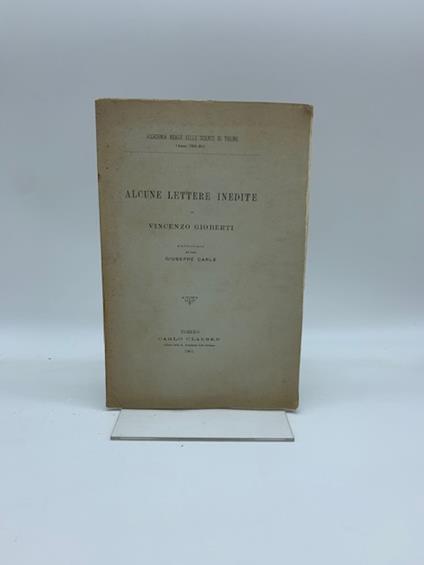 ACCADEMIA REALE DELLE SCIENZE DI TORINO
ALCUNE LETTERE INEDITE
DI
VINCENZO GIOBERTI
GIUSEPPE CARLE
TORINO
CARLO CLAUSEN